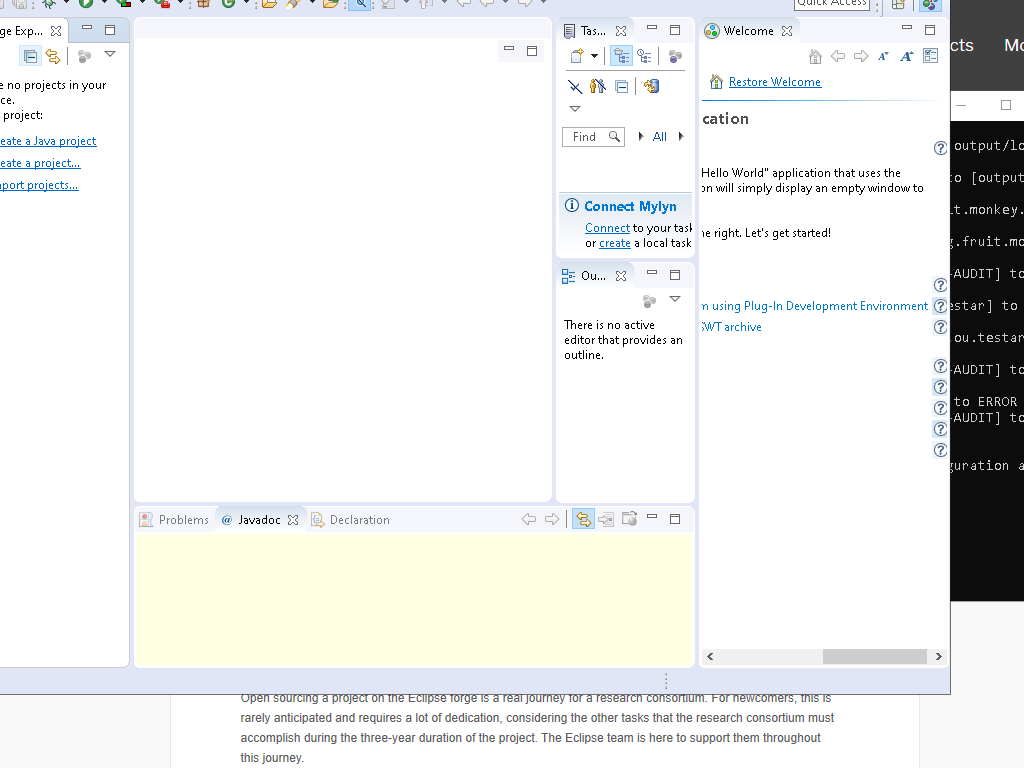 Quick Access
ge Exp...
e no projects in your
ce.
project:
eate a Java project
eate a project...
port projects...
Tas...
Find
All
Connect Mylyn
Connect to your task
or create a local task
Ou...
There is no active
editor that provides an
outline.
Welcome
Restore Welcome
cation
Hello World" application that uses the
on will simply display an empty window to
he right. Let's get started!
n using Plug-In Development Environment
SWT archive
Problems
Javadoc
Declaration
cts
Mo
output/lo
to [output
it.monkey.
g.fruit.mo
-AUDIT] to
estar] to
ou.testar
-AUDIT] to
to ERROR
-AUDIT] to
guration a
Open sourcing a project on the Eclipse forge is a real journey for a research consortium. For newcomers, this is
rarely anticipated and requires a lot of dedication, considering the other tasks that the research consortium must
accomplish during the three-year duration of the project. The Eclipse team is here to support them throughout
this journey.